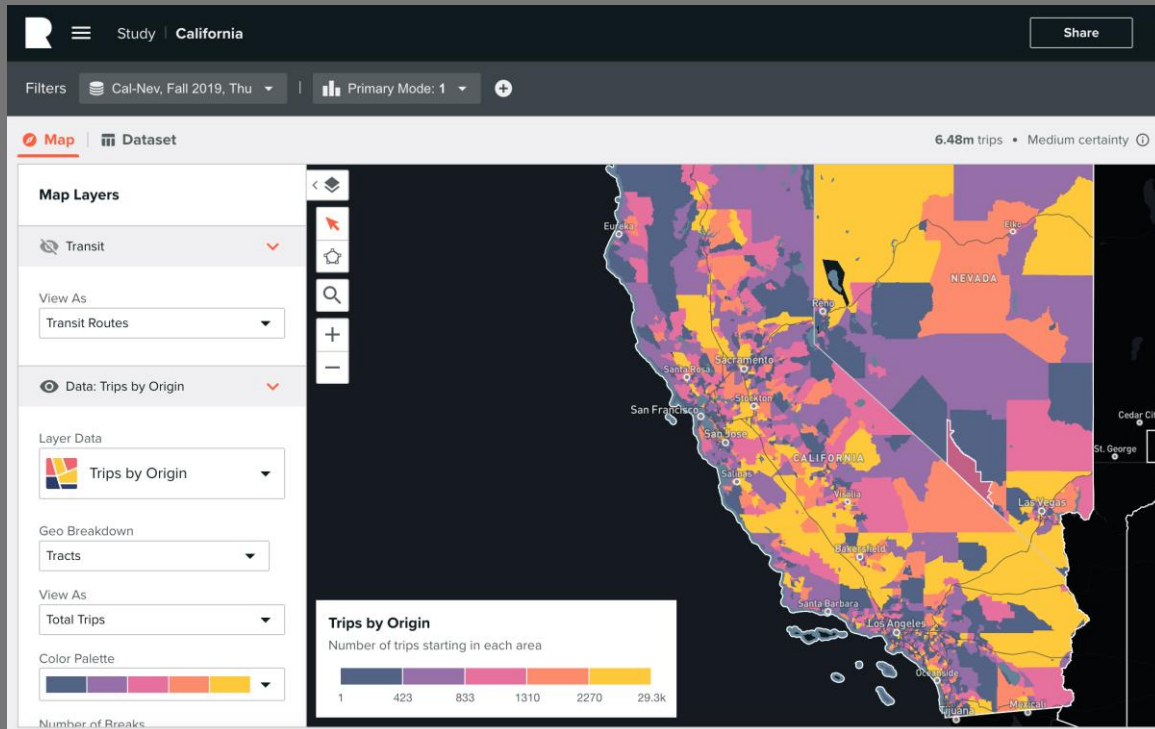 Study | California
Share
Filters
Cal-Nev, Fall 2019, Thu
Primary Mode: 1
Map
Dataset
6.48m trips • Medium certainty
Map Layers
Transit
View As
Transit Routes
Data: Trips by Origin
Layer Data
Trips by Origin
Geo Breakdown
Tracts
View As
Total Trips
Color Palette
Number of Breaks
Eureka
Elko
NEVADA
Reno
Sacramento
Santa Rosa
Stockton
San Francisco
San Jose
Cedar Cit
St. George
CALIFORNIA
Salinas
Visalia
Las Vegas
Bakersfield
Santa Barbara
Los Angeles
Oceanside
Tijuana
Mexicali
Trips by Origin
Number of trips starting in each area
1 423 833 1310 2270 29.3k